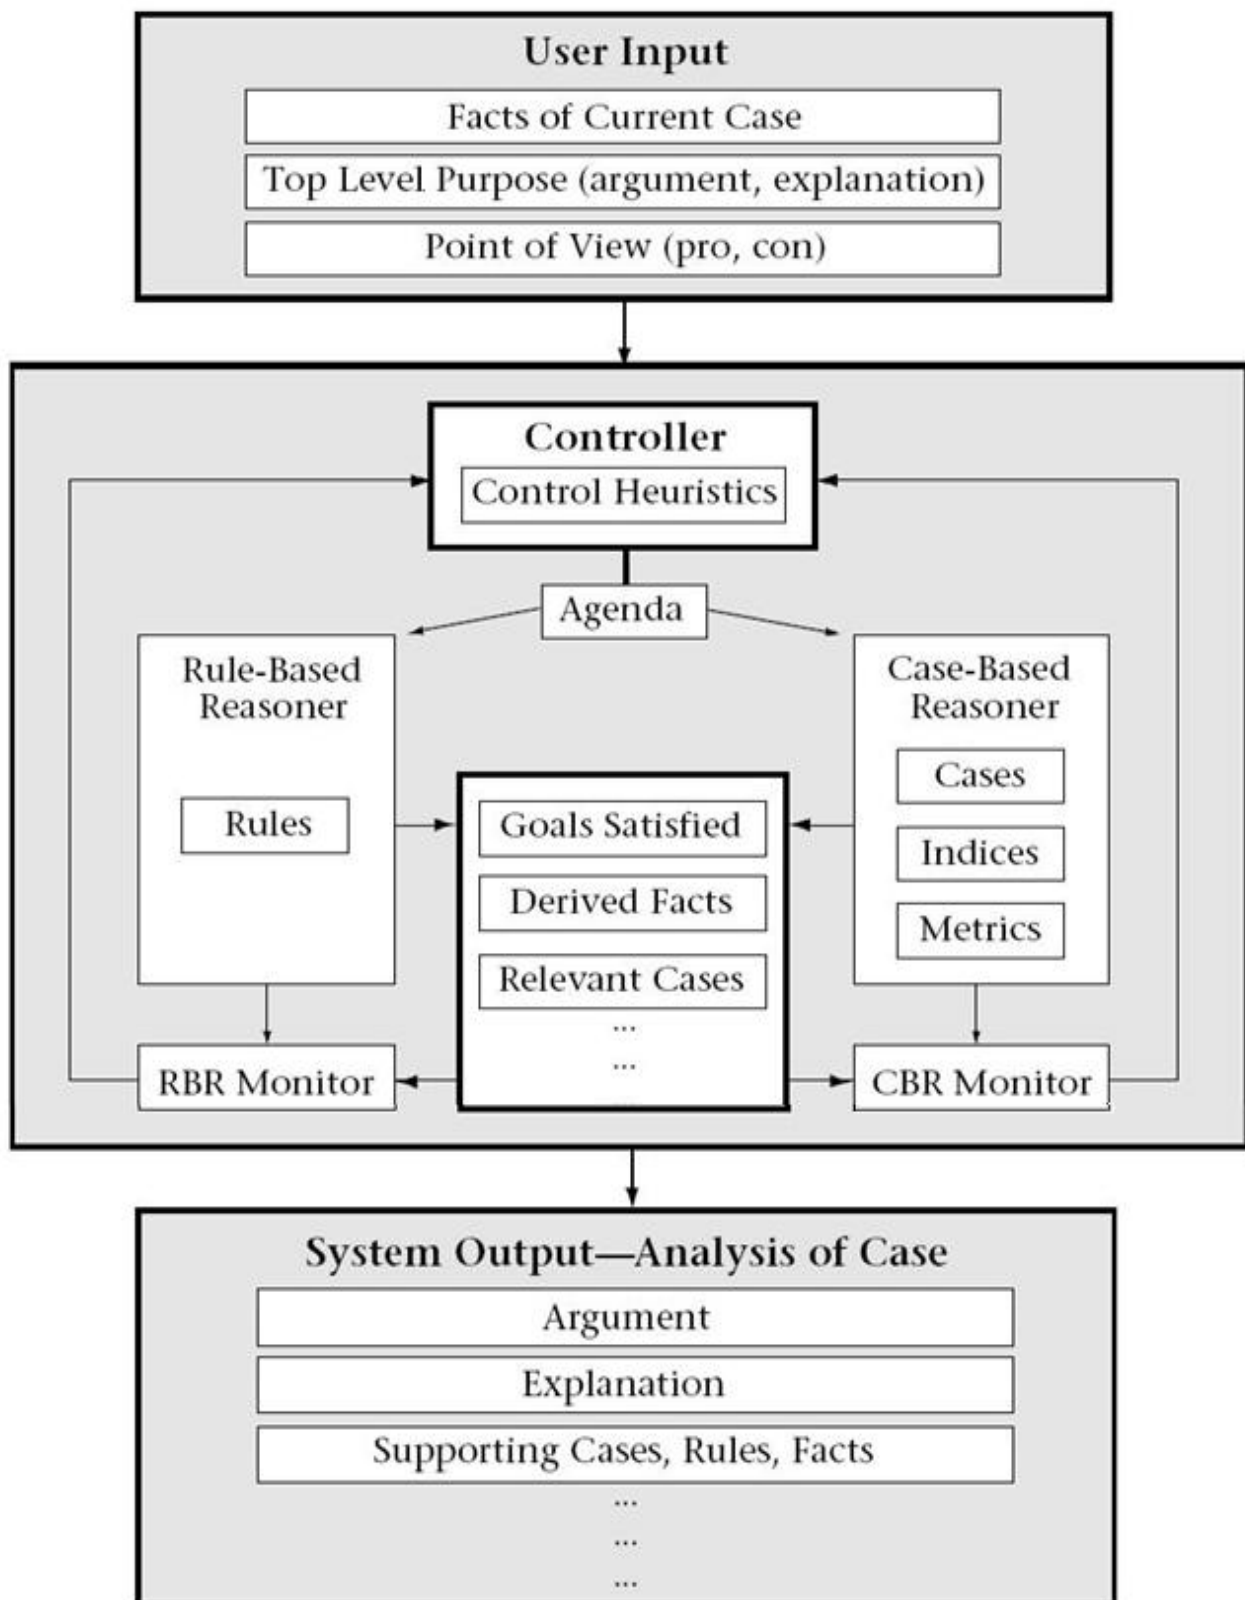 User Input
Facts of Current Case
Top Level Purpose (argument, explanation)
Point of View (pro, con)
Controller
Control Heuristics
Agenda
Rule-Based
Reasoner
Rules
Goals Satisfied
Derived Facts
Relevant Cases
...
...
Case-Based
Reasoner
Cases
Indices
Metrics
RBR Monitor
CBR Monitor
System Output—Analysis of Case
Argument
Explanation
Supporting Cases, Rules, Facts
...
...
...